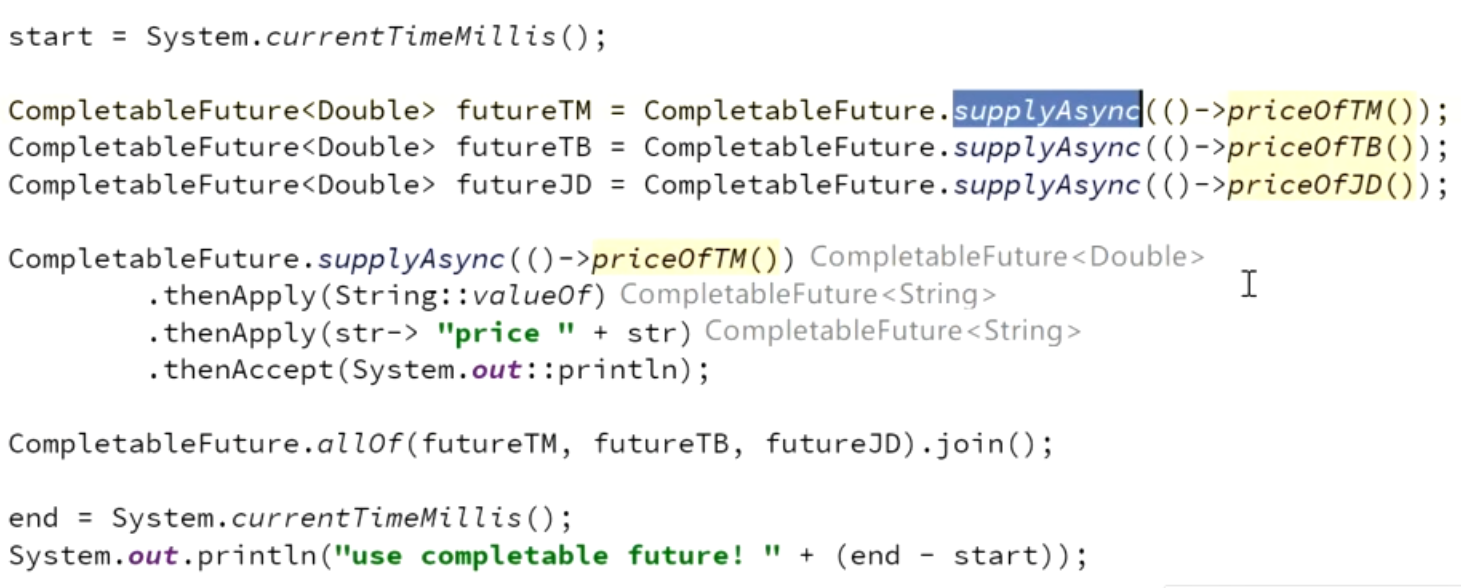 start = System.currentTimeMillis();
CompletableFuture<Double> futureTM = CompletableFuture.supplyAsync(()->priceOfTM());
CompletableFuture<Double> futureTB = CompletableFuture.supplyAsync(()->priceOfTB());
CompletableFuture<Double> futureJD = CompletableFuture.supplyAsync(()->priceOfJD());
CompletableFuture.supplyAsync(()->priceOfTM()) CompletableFuture<Double>
.thenApply(String::valueOf) CompletableFuture<String>
.thenApply(str-> "price " + str) CompletableFuture<String>
.thenAccept(System.out::println);
CompletableFuture.allOf(futureTM, futureTB, futureJD).join();
end = System.currentTimeMillis();
System.out.println("use completable future! " + (end - start));